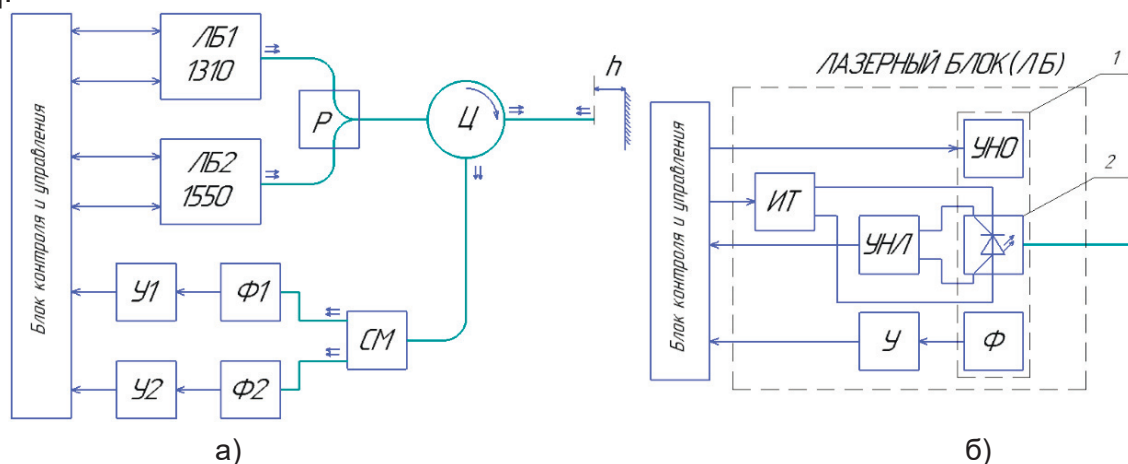 Блок контроля и управления
ЛБ1
1310
ЛБ2
1550
Р
Ц
h
У1
Ф1
СМ
У2
Ф2
а)
ЛАЗЕРНЫЙ БЛОК(ЛБ)
1
2
Блок контроля и управления
УНО
ИТ
УНЛ
У
Ф
б)